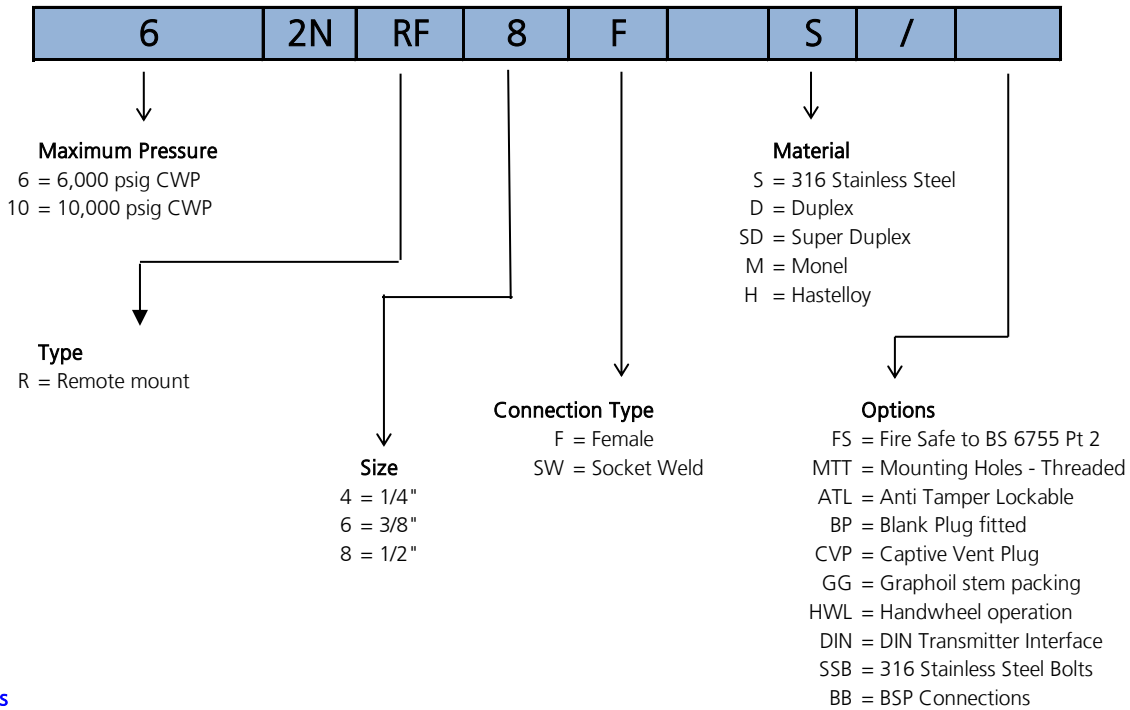 6 2N RF 8 F S /
Maximum Pressure
6 = 6,000 psig CWP
10 = 10,000 psig CWP
Type
R = Remote mount
Size
4 = 1/4"
6 = 3/8"
8 = 1/2"
Connection Type
F = Female
SW = Socket Weld
Material
S = 316 Stainless Steel
D = Duplex
SD = Super Duplex
M = Monel
H = Hastelloy
Options
FS = Fire Safe to BS 6755 Pt 2
MTT = Mounting Holes - Threaded
ATL = Anti Tamper Lockable
BP = Blank Plug fitted
CVP = Captive Vent Plug
GG = Graphoil stem packing
HWL = Handwheel operation
DIN = DIN Transmitter Interface
SSB = 316 Stainless Steel Bolts
BB = BSP Connections
s